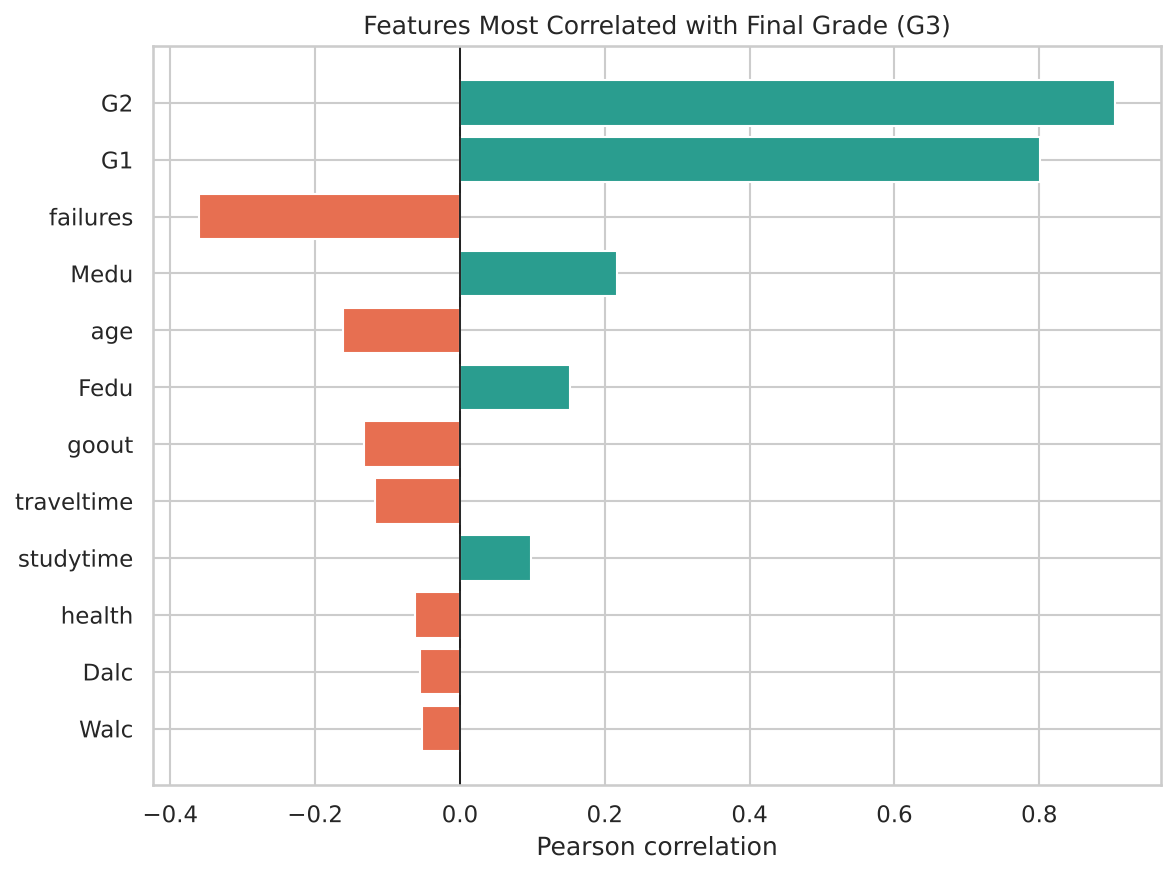 Features Most Correlated with Final Grade (G3)
G2
G1
failures
Medu
age
Fedu
goout
traveltime
studytime
health
Dalc
Walc
−0.4 −0.2 0.0 0.2 0.4 0.6 0.8
Pearson correlation